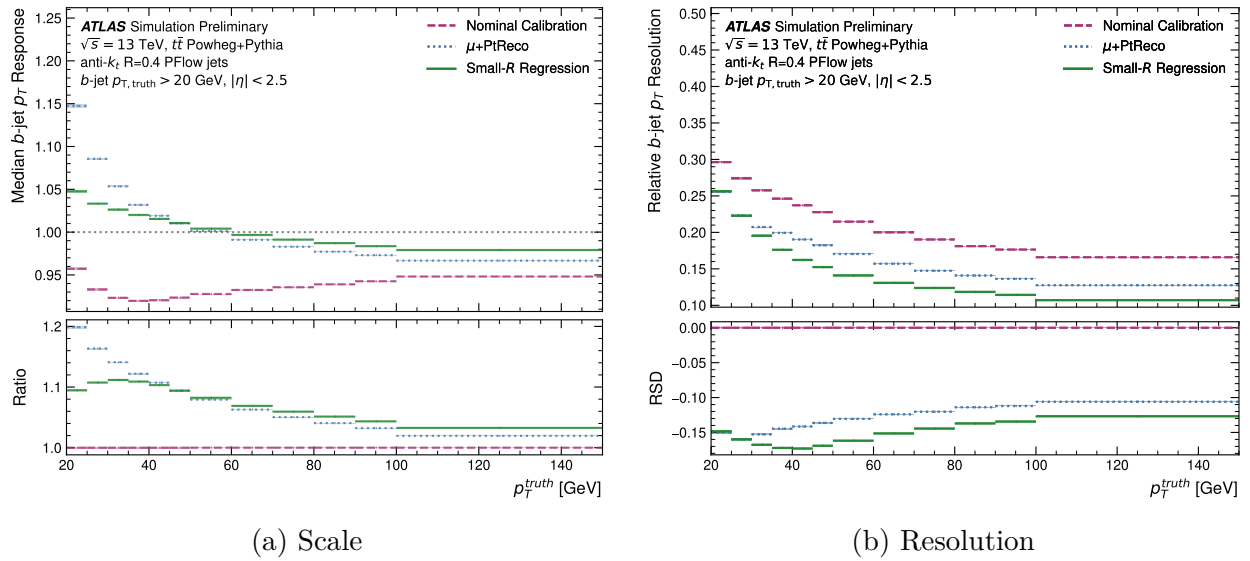 ATLAS Simulation Preliminary
√s = 13 TeV, tt̄ Powheg+Pythia
anti-kt R=0.4 PFlow jets
b-jet pT, truth > 20 GeV, |η| < 2.5
Nominal Calibration
μ+PtReco
Small-R Regression
Median b-jet pT Response
1.25
1.20
1.15
1.10
1.05
1.00
0.95
Ratio
1.2
1.1
1.0
20 40 60 80 100 120 140
pT^truth [GeV]
(a) Scale
ATLAS Simulation Preliminary
√s = 13 TeV, tt̄ Powheg+Pythia
anti-kt R=0.4 PFlow jets
b-jet pT, truth > 20 GeV, |η| < 2.5
Nominal Calibration
μ+PtReco
Small-R Regression
Relative b-jet pT Resolution
0.50
0.45
0.40
0.35
0.30
0.25
0.20
0.15
0.10
RSD
0.00
−0.05
−0.10
−0.15
20 40 60 80 100 120 140
pT^truth [GeV]
(b) Resolution